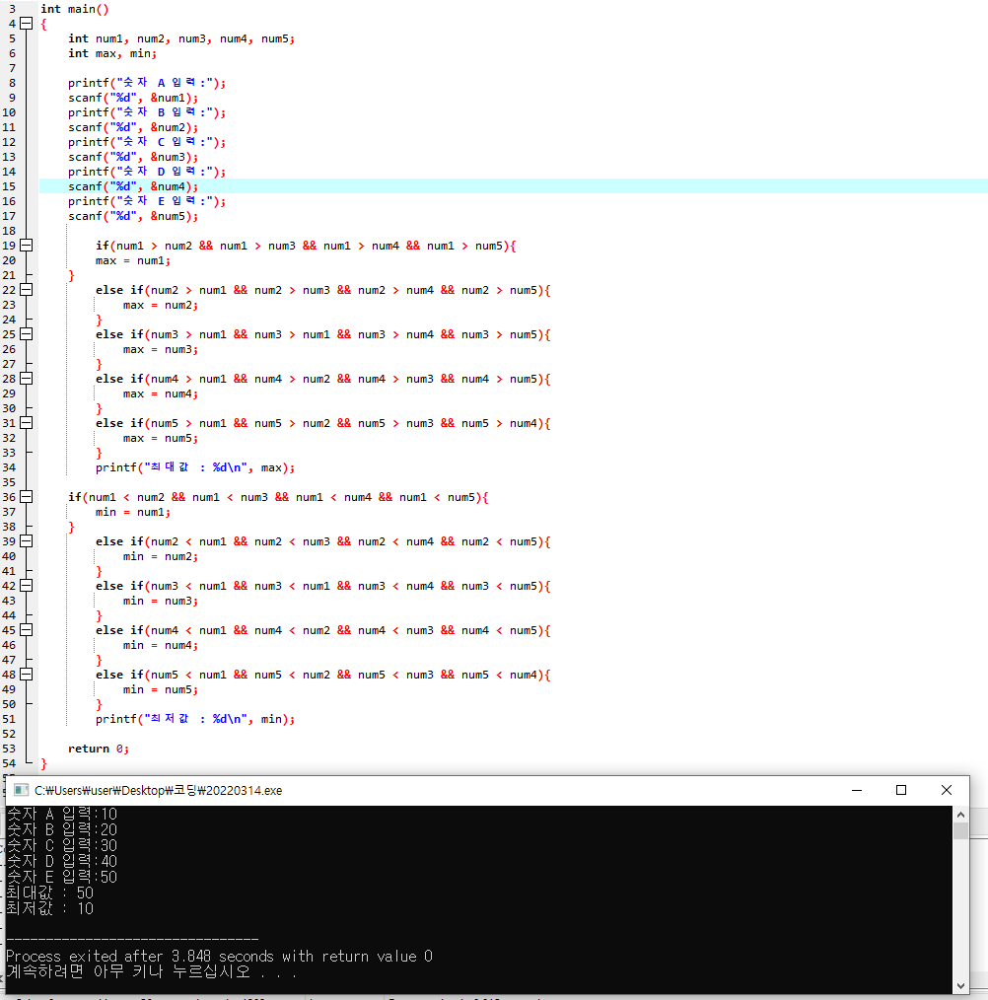 3 int main()
4 {
5 int num1, num2, num3, num4, num5;
6 int max, min;
7
8 printf("숫자 A 입력:");
9 scanf("%d", &num1);
10 printf("숫자 B 입력:");
11 scanf("%d", &num2);
12 printf("숫자 C 입력:");
13 scanf("%d", &num3);
14 printf("숫자 D 입력:");
15 scanf("%d", &num4);
16 printf("숫자 E 입력:");
17 scanf("%d", &num5);
18
19 if(num1 > num2 && num1 > num3 && num1 > num4 && num1 > num5){
20 max = num1;
21 }
22 else if(num2 > num1 && num2 > num3 && num2 > num4 && num2 > num5){
23 max = num2;
24 }
25 else if(num3 > num1 && num3 > num1 && num3 > num4 && num3 > num5){
26 max = num3;
27 }
28 else if(num4 > num1 && num4 > num2 && num4 > num3 && num4 > num5){
29 max = num4;
30 }
31 else if(num5 > num1 && num5 > num2 && num5 > num3 && num5 > num4){
32 max = num5;
33 }
34 printf("최대값 : %d\n", max);
35
36 if(num1 < num2 && num1 < num3 && num1 < num4 && num1 < num5){
37 min = num1;
38 }
39 else if(num2 < num1 && num2 < num3 && num2 < num4 && num2 < num5){
40 min = num2;
41 }
42 else if(num3 < num1 && num3 < num1 && num3 < num4 && num3 < num5){
43 min = num3;
44 }
45 else if(num4 < num1 && num4 < num2 && num4 < num3 && num4 < num5){
46 min = num4;
47 }
48 else if(num5 < num1 && num5 < num2 && num5 < num3 && num5 < num4){
49 min = num5;
50 }
51 printf("최저값 : %d\n", min);
52
53 return 0;
54 }
C:₩Users₩user₩Desktop₩코딩₩20220314.exe
숫자 A 입력:10
숫자 B 입력:20
숫자 C 입력:30
숫자 D 입력:40
숫자 E 입력:50
최대값 : 50
최저값 : 10
--------------------------------
Process exited after 3.848 seconds with return value 0
계속하려면 아무 키나 누르십시오 . . .